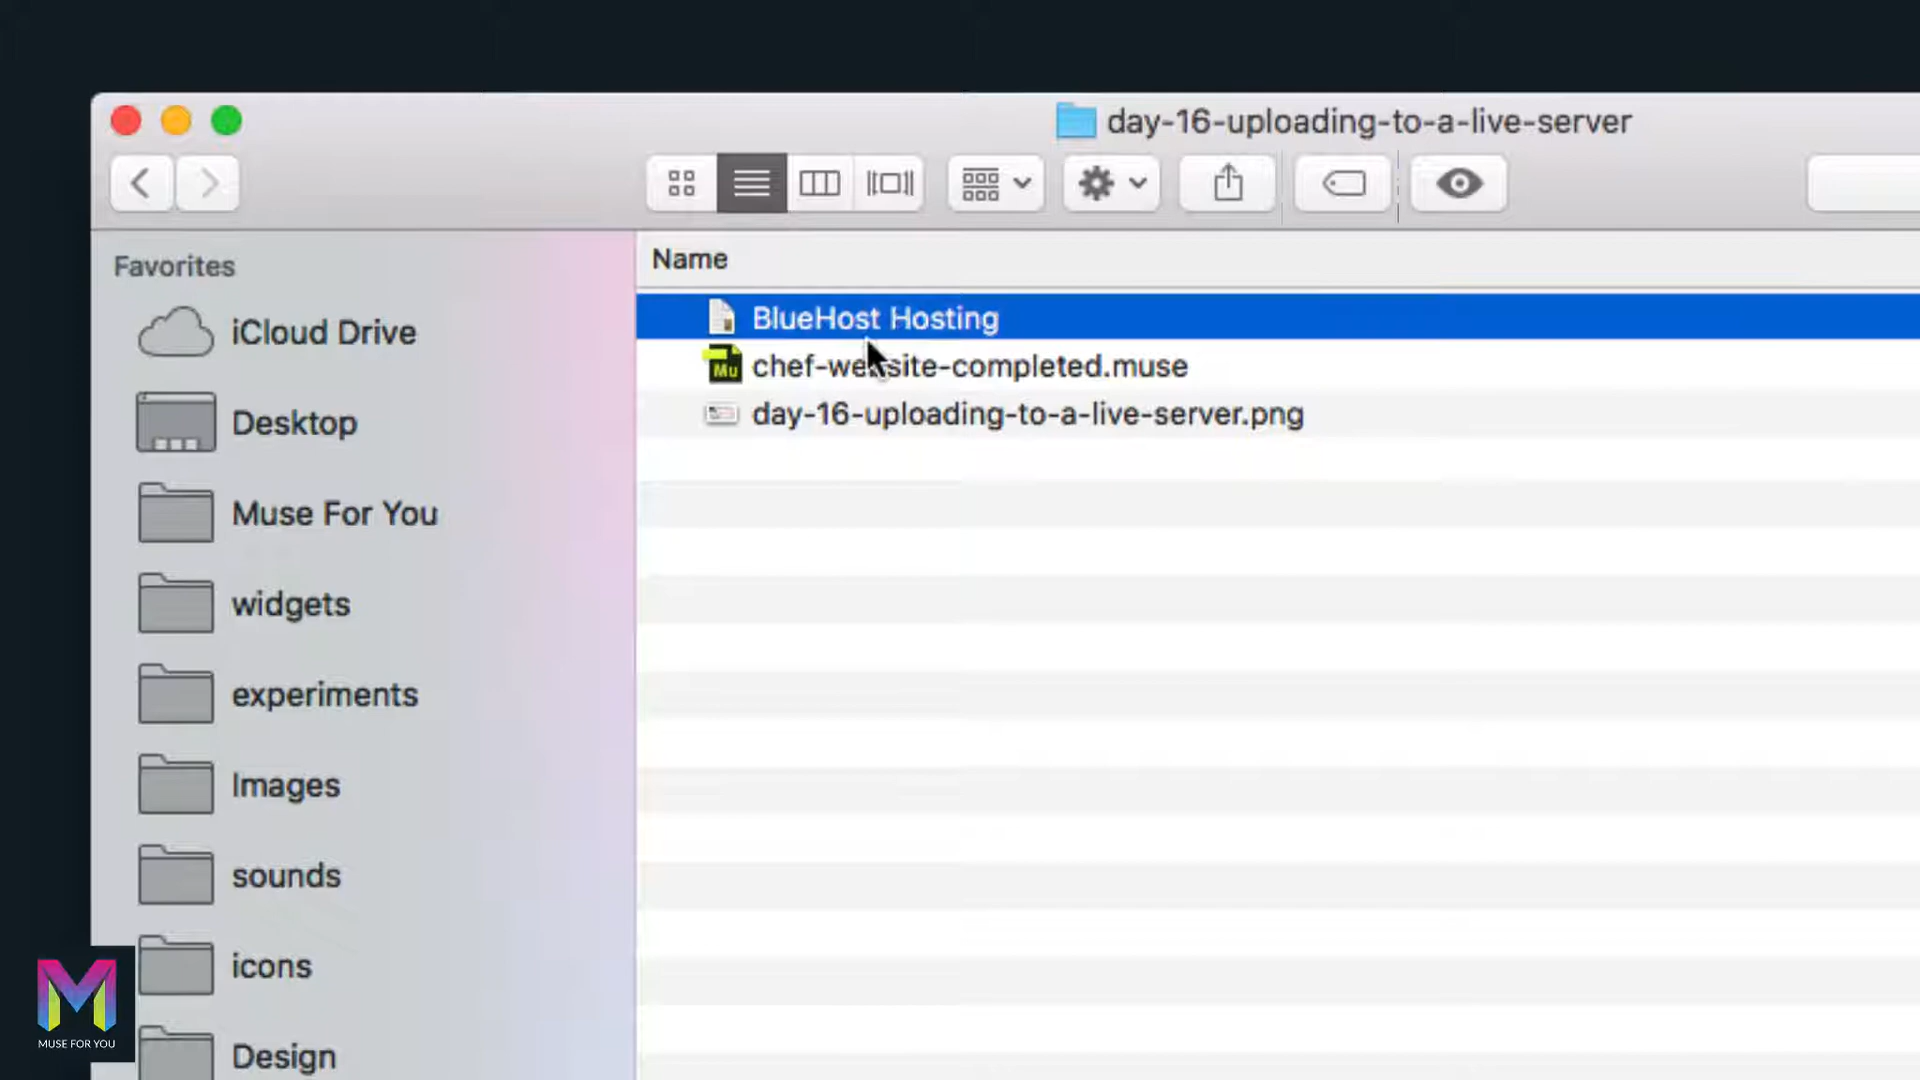 day-16-uploading-to-a-live-server
Favorites
iCloud Drive
Desktop
Muse For You
widgets
experiments
Images
sounds
icons
Design
Name
BlueHost Hosting
Mu chef-website-completed.muse
day-16-uploading-to-a-live-server.png
MUSE FOR YOU